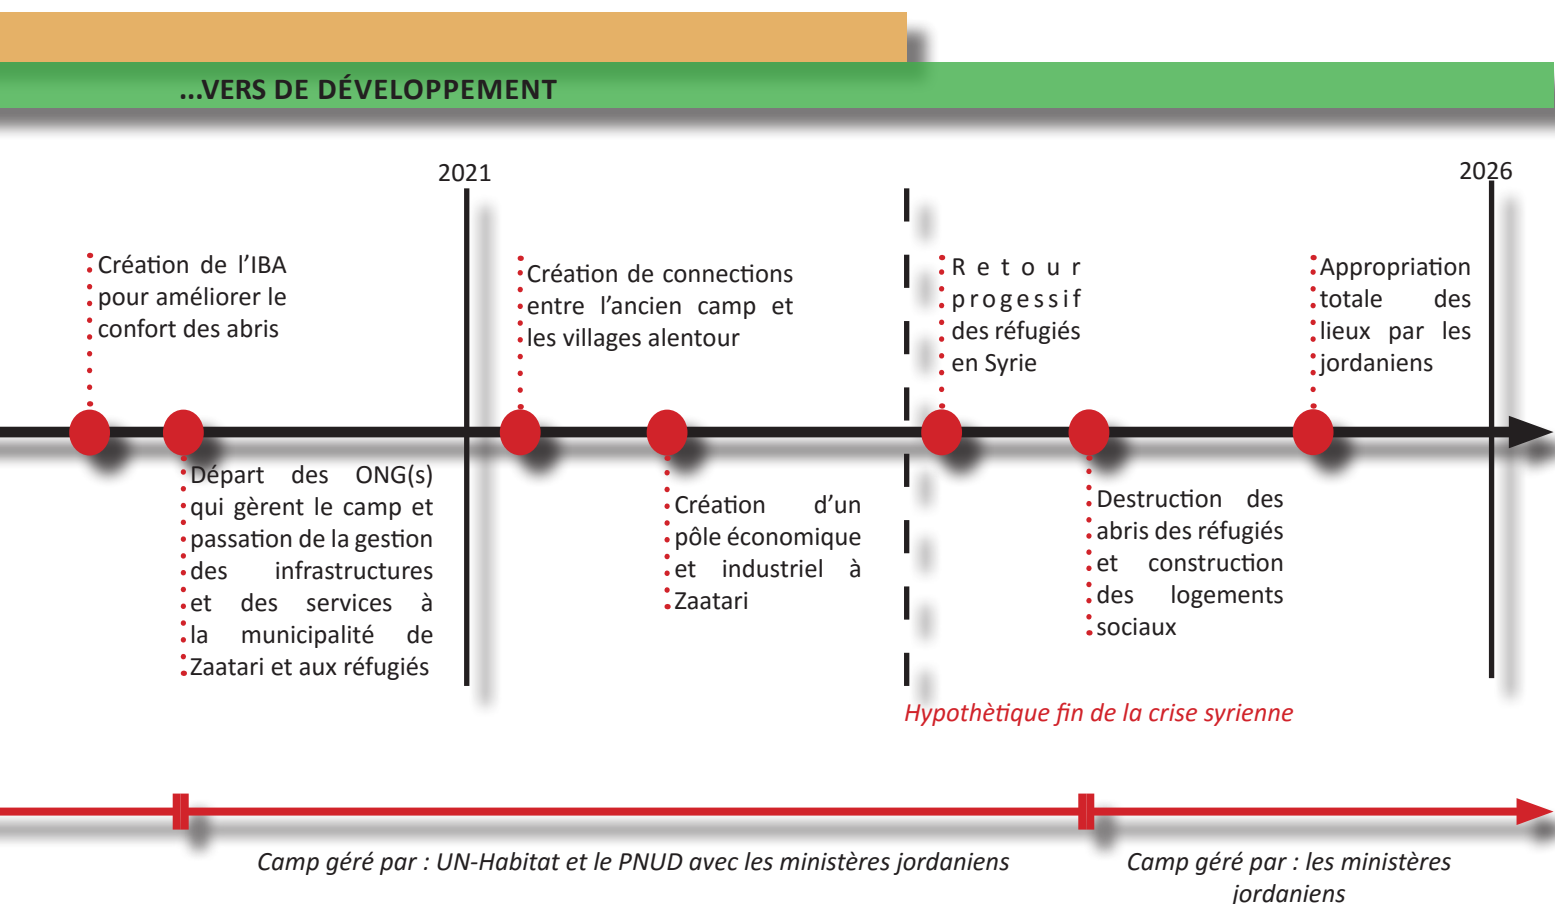 ...VERS DE DÉVELOPPEMENT
2021
2026
Création de l'IBA
pour améliorer le
confort des abris
Départ des ONG(s)
qui gèrent le camp et
passation de la gestion
des infrastructures
et des services à
la municipalité de
Zaatari et aux réfugiés
Création de connections
entre l'ancien camp et
les villages alentour
Création d'un
pôle économique
et industriel à
Zaatari
Retour
progessif
des réfugiés
en Syrie
Destruction des
abris des réfugiés
et construction
des logements
sociaux
Appropriation
totale des
lieux par les
jordaniens
Hypothètique fin de la crise syrienne
Camp géré par : UN-Habitat et le PNUD avec les ministères jordaniens
Camp géré par : les ministères
jordaniens